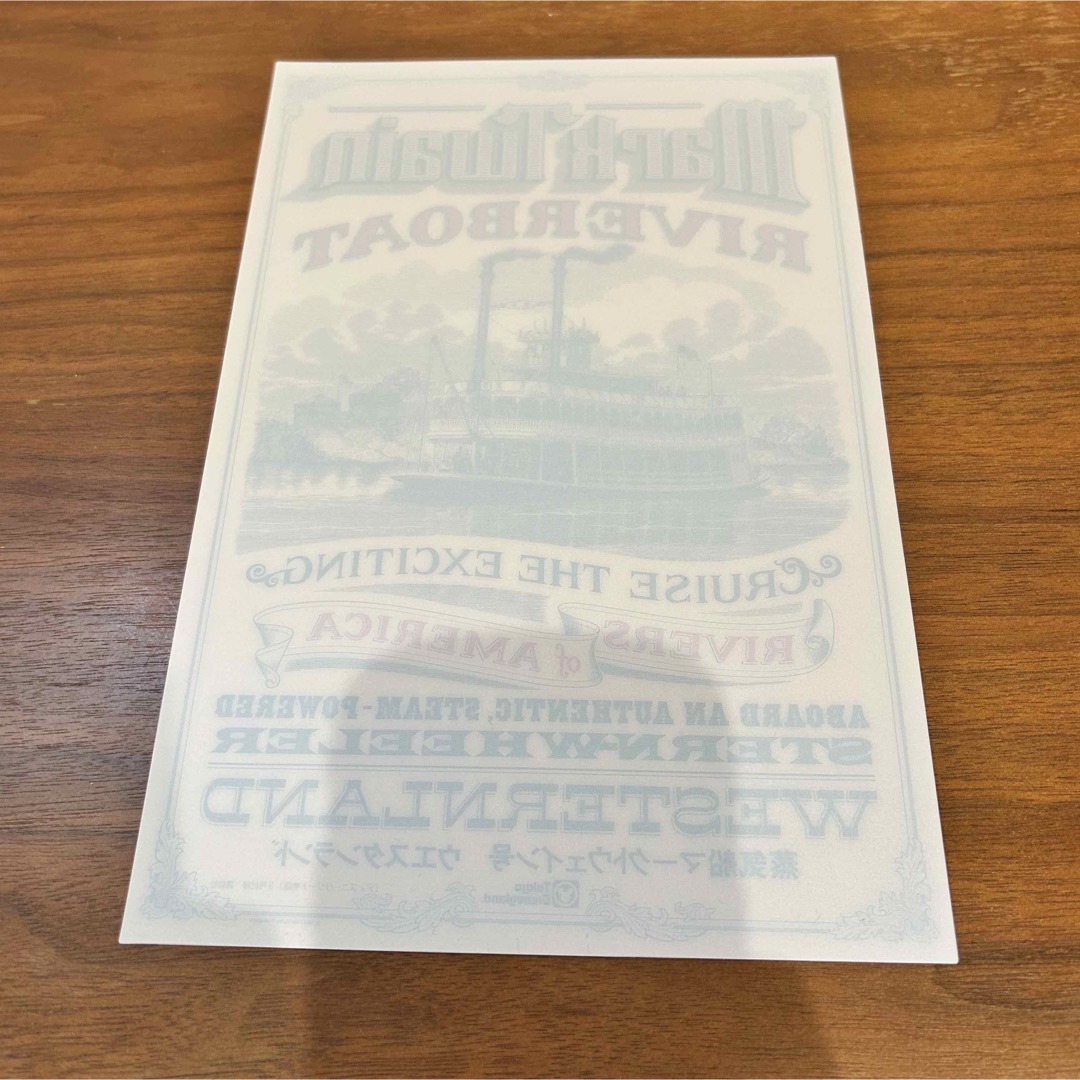 Mark Twain
RIVERBOAT
CRUISE THE EXCITING
RIVERS of AMERICA
ABOARD AN AUTHENTIC, STEAM-POWERED
STERN-WHEELER
WESTERNLAND
蒸気船マークトウェイン号 ウエスタンランド
Tokyo
Disneyland